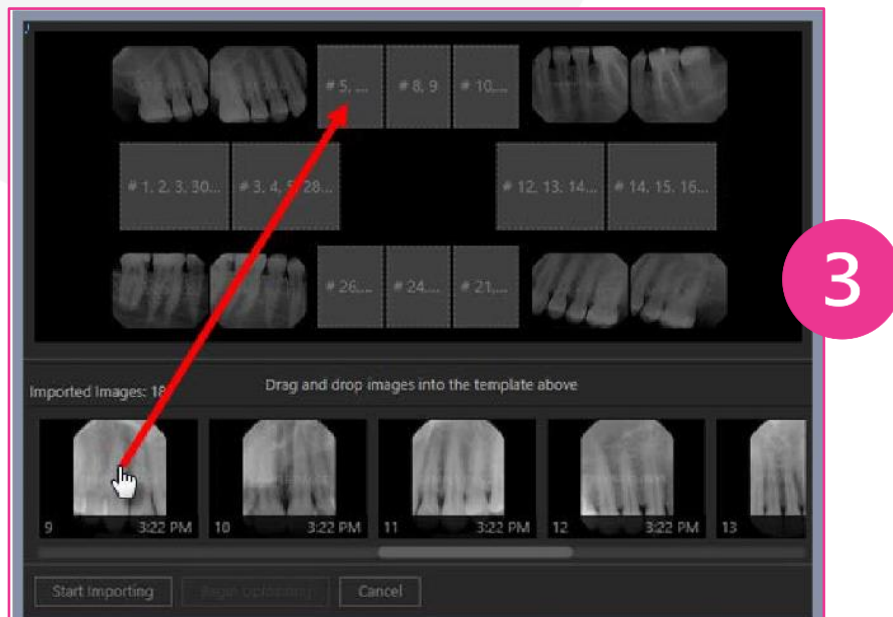 # 5, ... # 8, 9 # 10,...
# 1, 2, 3, 30... # 3, 4, 5, 28... # 12, 13, 14... # 14, 15, 16...
3
# 26,... # 24,... # 21,...
Imported Images: 18 Drag and drop images into the template above
9 3:22 PM 10 3:22 PM 11 3:22 PM 12 3:22 PM 13
Start Importing Begin Uploading Cancel